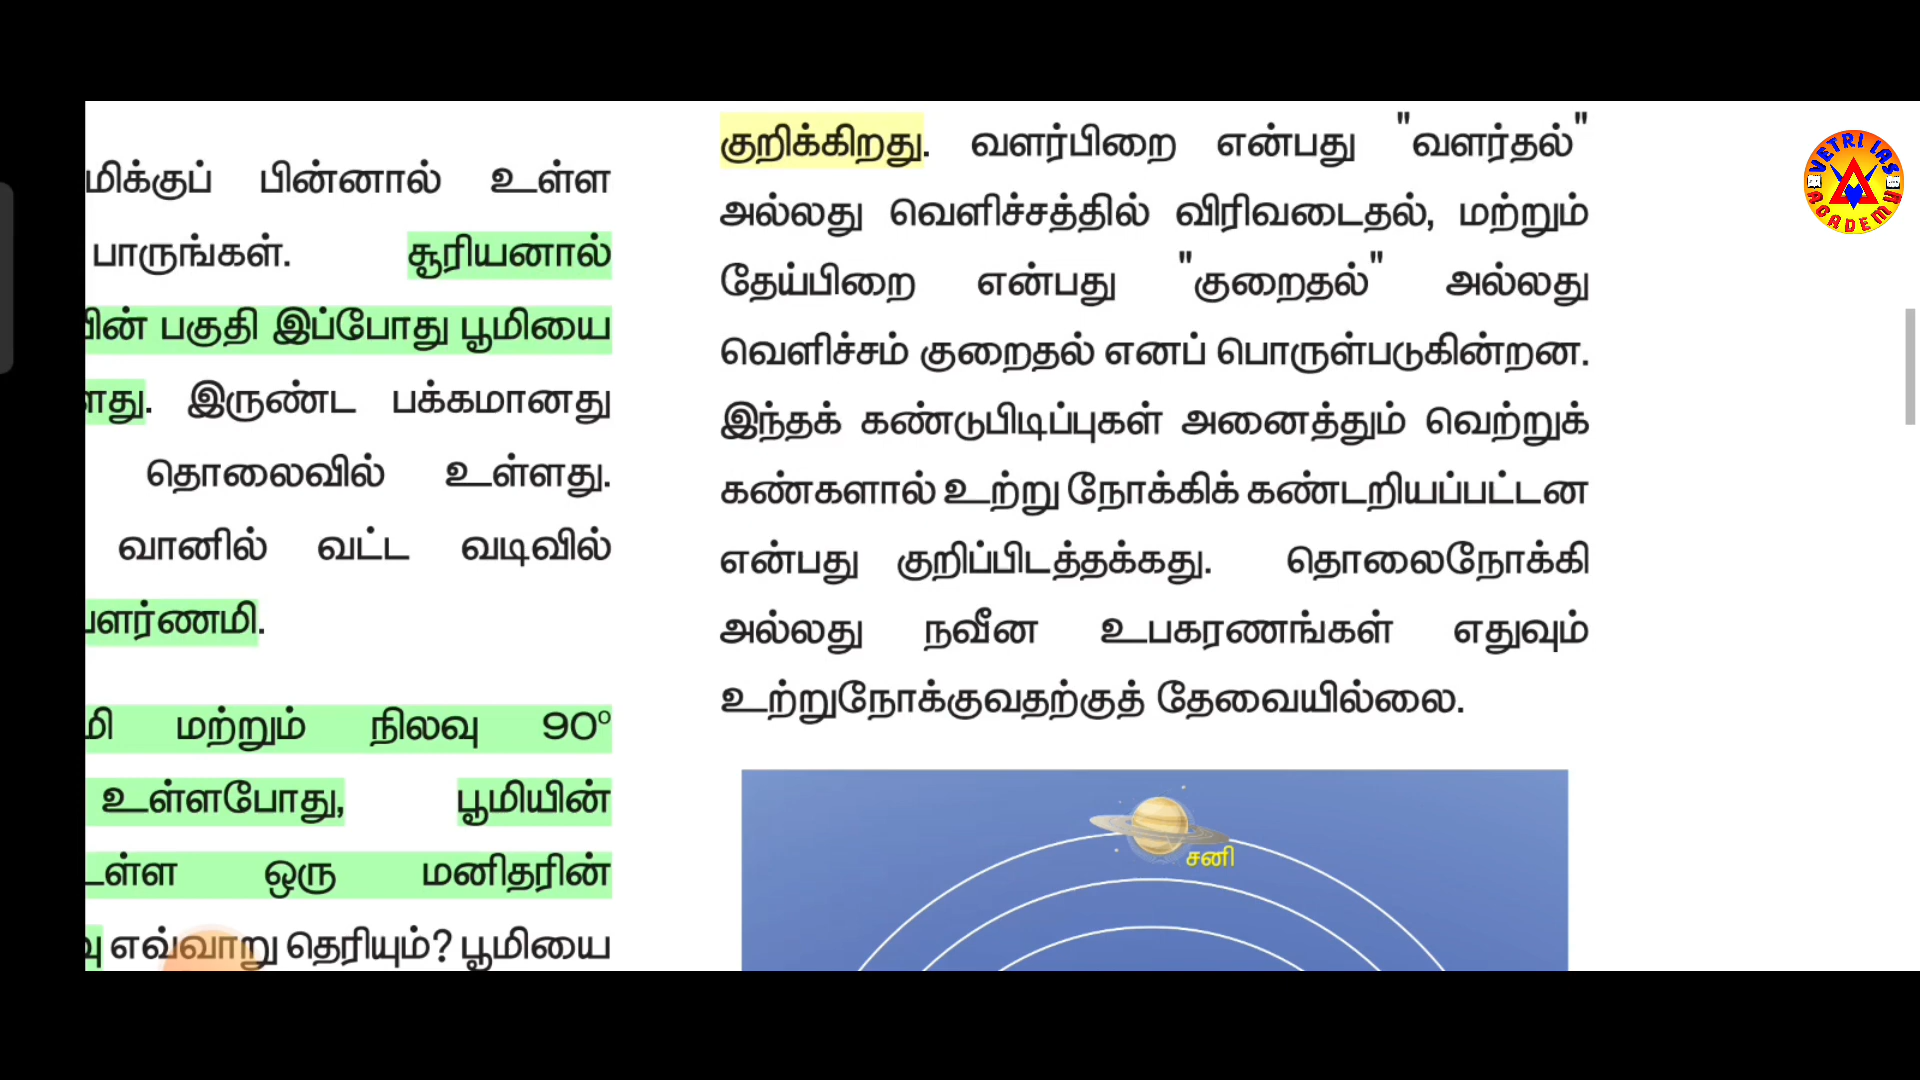 மிக்குப் பின்னால் உள்ள
பாருங்கள். சூரியனால்
பகுதி இப்போது பூமியை
இருண்ட பக்கமானது
தொலைவில் உள்ளது.
வானில் வட்ட வடிவில்
மற்றும் நிலவு 90°
உள்ளபோது, பூமியின்
ஒரு மனிதரின்
எவ்வாறு தெரியும்? பூமியை
குறிக்கிறது. வளர்பிறை என்பது "வளர்தல்"
அல்லது வெளிச்சத்தில் விரிவடைதல், மற்றும்
தேய்பிறை என்பது "குறைதல்" அல்லது
வெளிச்சம் குறைதல் எனப் பொருள்படுகின்றன.
இந்தக் கண்டுபிடிப்புகள் அனைத்தும் வெற்றுக்
கண்களால் உற்று நோக்கிக் கண்டறியப்பட்டன
என்பது குறிப்பிடத்தக்கது. தொலைநோக்கி
அல்லது நவீன உபகரணங்கள் எதுவும்
உற்றுநோக்குவதற்குத் தேவையில்லை.
சனி
VETRI IAS
ACADEMY